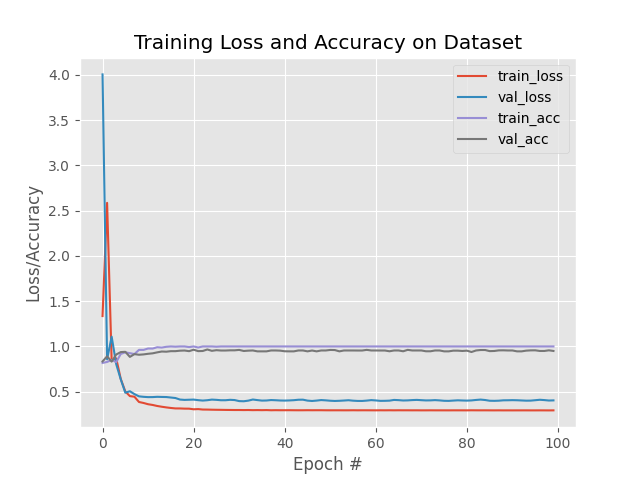 Training Loss and Accuracy on Dataset
train_loss
val_loss
train_acc
val_acc
Loss/Accuracy
4.0
3.5
3.0
2.5
2.0
1.5
1.0
0.5
0 20 40 60 80 100
Epoch #